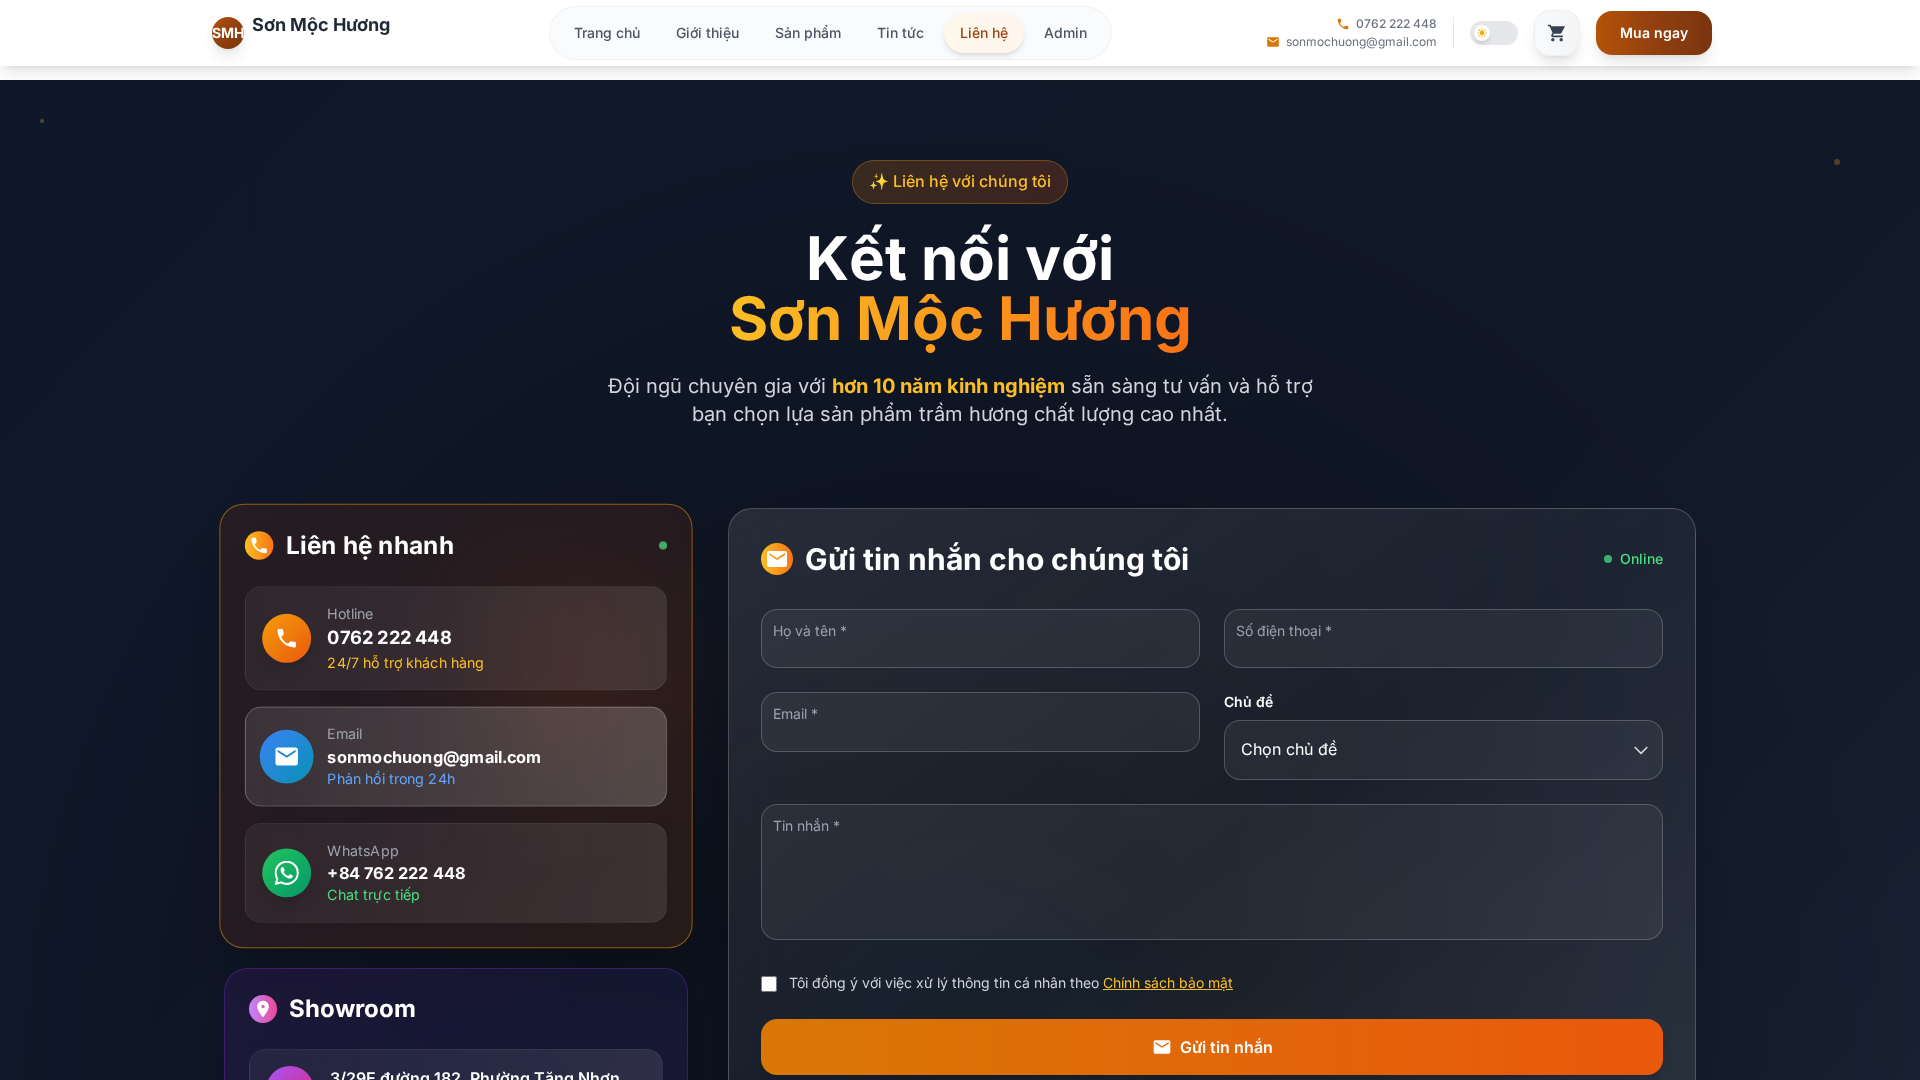 SMH
Sơn Mộc Hương
Trang chủ
Giới thiệu
Sản phẩm
Tin tức
Liên hệ
Admin
0762 222 448
sonmochuong@gmail.com
Mua ngay
✨ Liên hệ với chúng tôi
Kết nối với
Sơn Mộc Hương
Đội ngũ chuyên gia với hơn 10 năm kinh nghiệm sẵn sàng tư vấn và hỗ trợ
bạn chọn lựa sản phẩm trầm hương chất lượng cao nhất.
Liên hệ nhanh
Hotline
0762 222 448
24/7 hỗ trợ khách hàng
Email
sonmochuong@gmail.com
Phản hồi trong 24h
WhatsApp
+84 762 222 448
Chat trực tiếp
Showroom
3/29E đường 182, Phường Tăng Nhơn
Gửi tin nhắn cho chúng tôi
Online
Họ và tên *
Số điện thoại *
Email *
Chủ đề
Chọn chủ đề
Tin nhắn *
Tôi đồng ý với việc xử lý thông tin cá nhân theo Chính sách bảo mật
Gửi tin nhắn